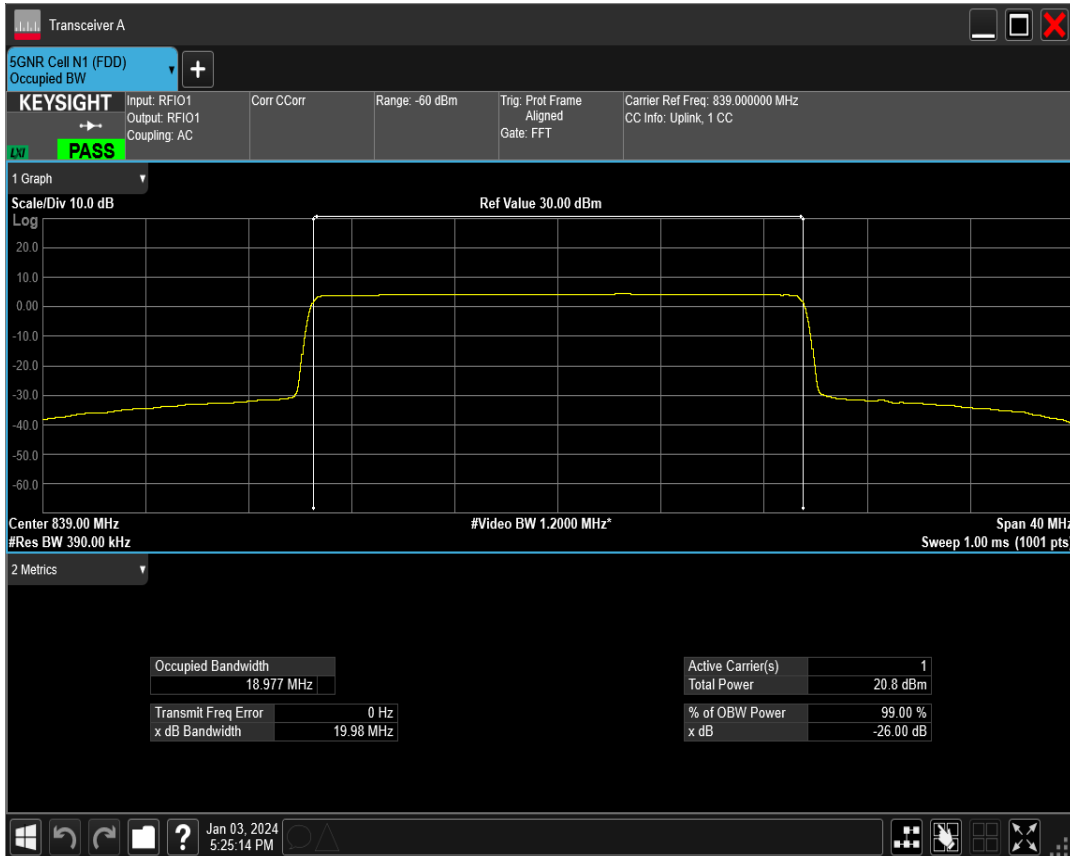 Transceiver A
5GNR Cell N1 (FDD)
Occupied BW
+
KEYSIGHT
LXI
PASS
Input: RFIO1
Output: RFIO1
Coupling: AC
Corr CCorr
Range: -60 dBm
Trig: Prot Frame
Aligned
Gate: FFT
Carrier Ref Freq: 839.000000 MHz
CC Info: Uplink, 1 CC
1 Graph
Scale/Div 10.0 dB
Ref Value 30.00 dBm
Log
20.0
10.0
0.00
-10.0
-20.0
-30.0
-40.0
-50.0
-60.0
Center 839.00 MHz
#Video BW 1.2000 MHz*
Span 40 MHz
#Res BW 390.00 kHz
Sweep 1.00 ms (1001 pts)
2 Metrics
Occupied Bandwidth
18.977 MHz
Transmit Freq Error 0 Hz
x dB Bandwidth 19.98 MHz
Active Carrier(s) 1
Total Power 20.8 dBm
% of OBW Power 99.00 %
x dB -26.00 dB
?
Jan 03, 2024
5:25:14 PM